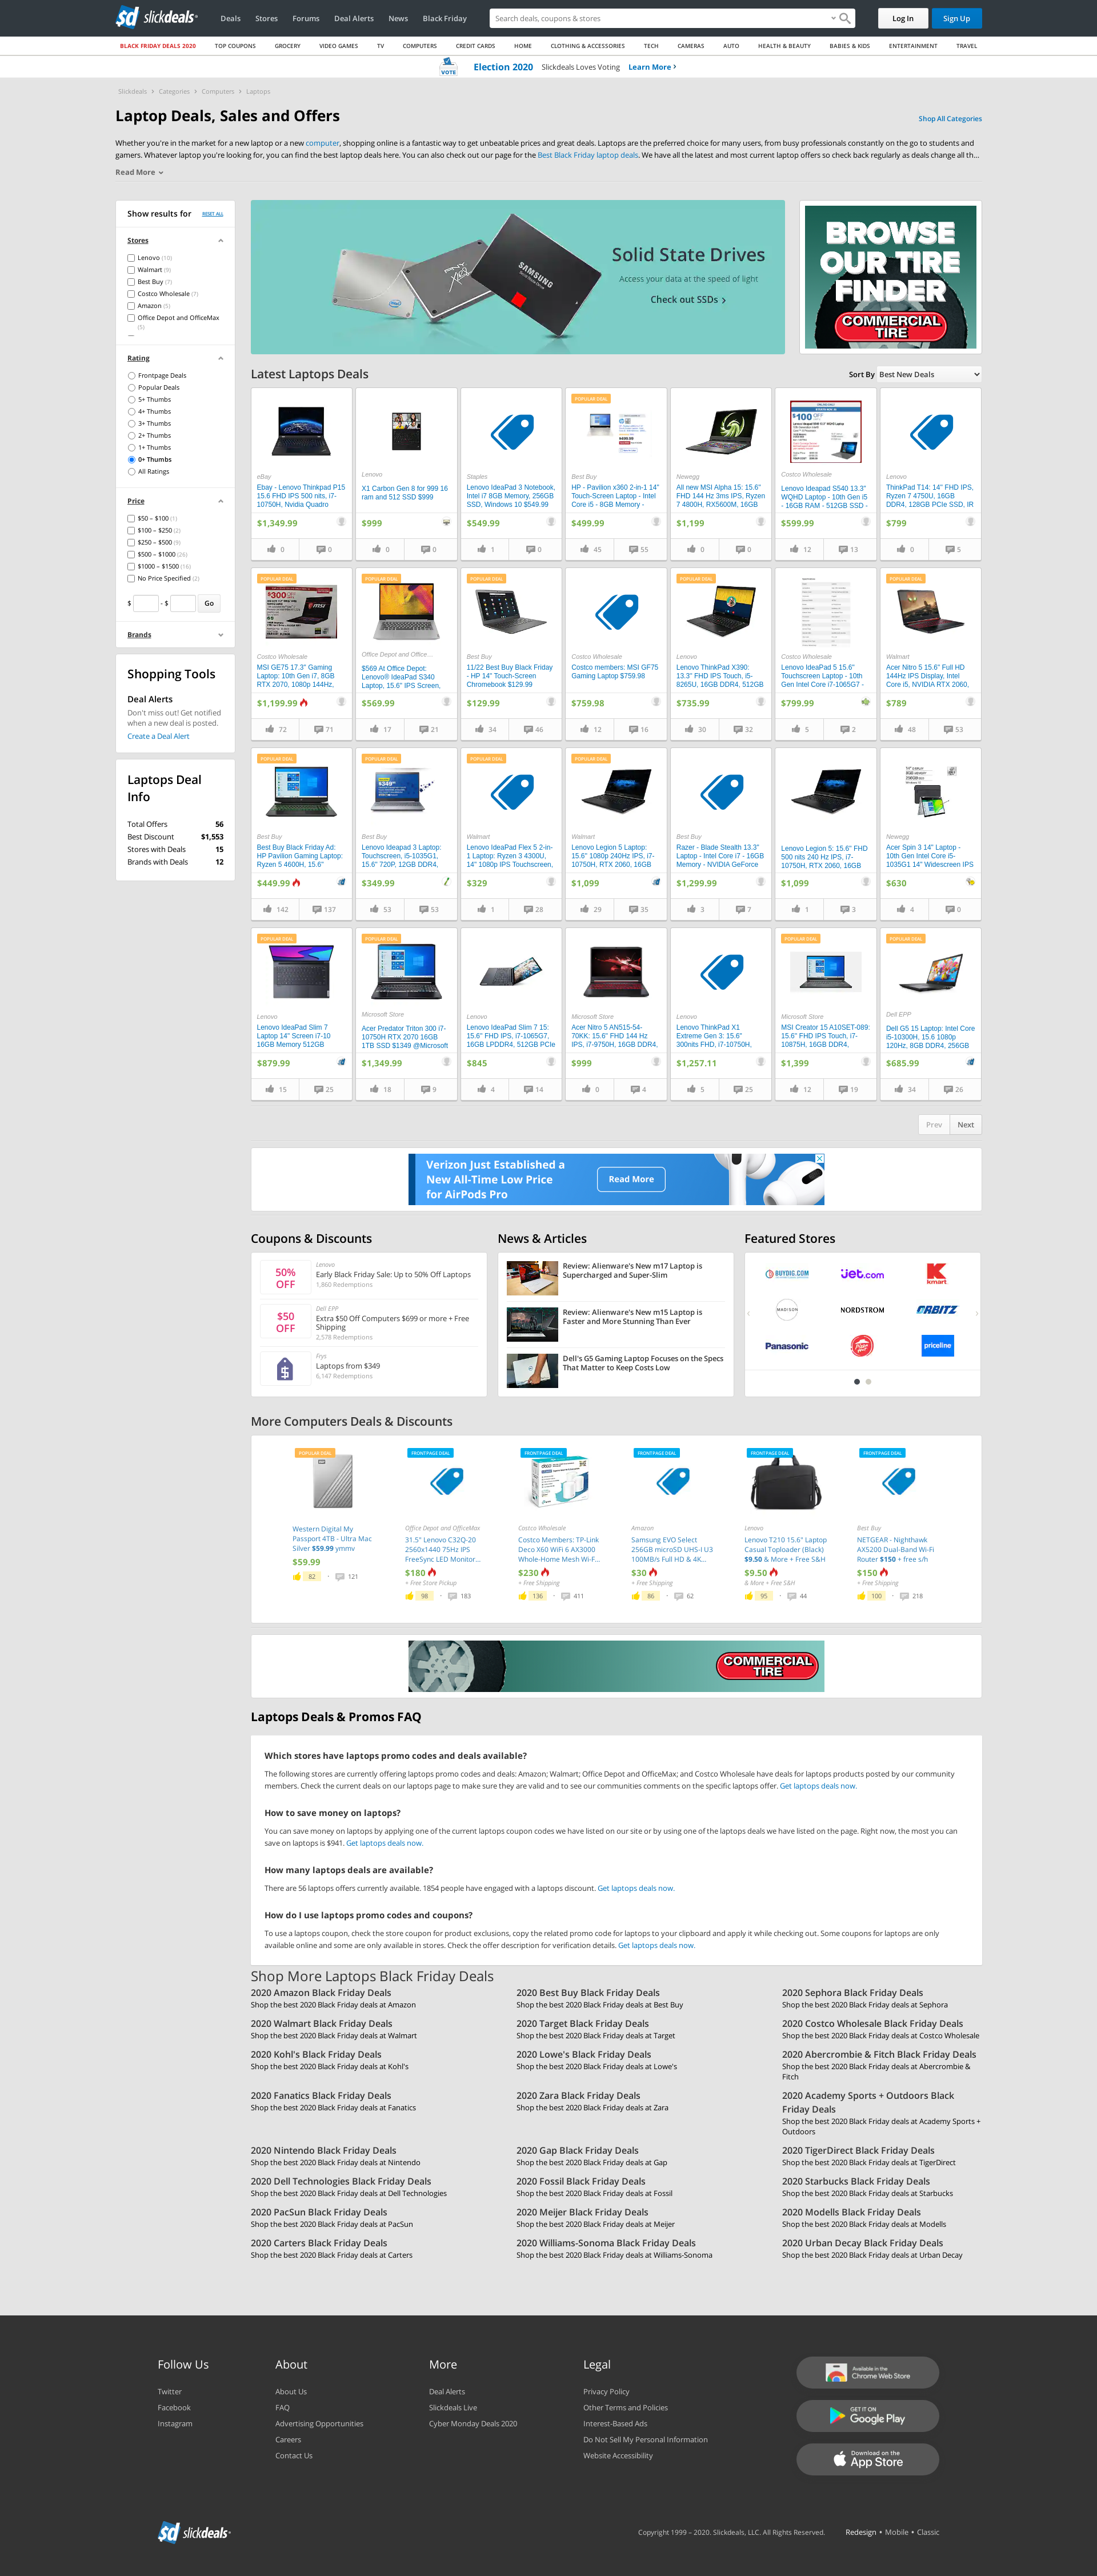 slickdeals
Deals
Stores
Forums
Deal Alerts
News
Black Friday
Search deals, coupons & stores
Log In
Sign Up
BLACK FRIDAY DEALS 2020
TOP COUPONS
GROCERY
VIDEO GAMES
TV
COMPUTERS
CREDIT CARDS
HOME
CLOTHING & ACCESSORIES
TECH
CAMERAS
AUTO
HEALTH & BEAUTY
BABIES & KIDS
ENTERTAINMENT
TRAVEL
VOTE
Election 2020 Slickdeals Loves Voting Learn More
Slickdeals > Categories > Computers > Laptops
Laptop Deals, Sales and Offers
Shop All Categories
Whether you're in the market for a new laptop or a new computer, shopping online is a fantastic way to get unbeatable prices and great deals. Laptops are the preferred choice for many users, from busy professionals constantly on the go to students and
gamers. Whatever laptop you're looking for, you can find the best laptop deals here. You can also check out our page for the Best Black Friday laptop deals. We have all the latest and most current laptop offers so check back regularly as deals change all th...
Read More
Show results for
RESET ALL
Stores
Lenovo (10)
Walmart (9)
Best Buy (7)
Costco Wholesale (7)
Amazon (5)
Office Depot and OfficeMax
(5)
Rating
Frontpage Deals
Popular Deals
5+ Thumbs
4+ Thumbs
3+ Thumbs
2+ Thumbs
1+ Thumbs
0+ Thumbs
All Ratings
Price
$50 – $100 (1)
$100 – $250 (2)
$250 – $500 (9)
$500 – $1000 (26)
$1000 – $1500 (16)
No Price Specified (2)
$ - $ Go
Brands
Shopping Tools
Deal Alerts
Don't miss out! Get notified
when a new deal is posted.
Create a Deal Alert
Laptops Deal
Info
Total Offers 56
Best Discount $1,553
Stores with Deals 15
Brands with Deals 12
SAMSUNG
Solid State Drives
Access your data at the speed of light
Check out SSDs
BROWSE
OUR TIRE
FINDER
COMMERCIAL
TIRE
Latest Laptops Deals
Sort By Best New Deals
eBay
Ebay - Lenovo Thinkpad P15
15.6 FHD IPS 500 nits, i7-
10750H, Nvidia Quadro
$1,349.99
0 0
Lenovo
X1 Carbon Gen 8 for 999 16
ram and 512 SSD $999
$999
0 0
Staples
Lenovo IdeaPad 3 Notebook,
Intel i7 8GB Memory, 256GB
SSD, Windows 10 $549.99
$549.99
1 0
POPULAR DEAL
Best Buy
HP - Pavilion x360 2-in-1 14"
Touch-Screen Laptop - Intel
Core i5 - 8GB Memory -
$499.99
45 55
Newegg
All new MSI Alpha 15: 15.6"
FHD 144 Hz 3ms IPS, Ryzen
7 4800H, RX5600M, 16GB
$1,199
0 0
$100 OFF
Costco Wholesale
Lenovo Ideapad S540 13.3"
WQHD Laptop - 10th Gen i5
- 16GB RAM - 512GB SSD -
$599.99
12 13
Lenovo
ThinkPad T14: 14" FHD IPS,
Ryzen 7 4750U, 16GB
DDR4, 128GB PCIe SSD, IR
$799
0 5
POPULAR DEAL
$300
msi
Costco Wholesale
MSI GE75 17.3" Gaming
Laptop: 10th Gen i7, 8GB
RTX 2070, 1080p 144Hz,
$1,199.99
72 71
POPULAR DEAL
Office Depot and Office...
$569 At Office Depot:
Lenovo® IdeaPad S340
Laptop, 15.6" IPS Screen,
$569.99
17 21
POPULAR DEAL
Best Buy
11/22 Best Buy Black Friday
- HP 14" Touch-Screen
Chromebook $129.99
$129.99
34 46
Costco Wholesale
Costco members: MSI GF75
Gaming Laptop $759.98
$759.98
12 16
POPULAR DEAL
Lenovo
Lenovo ThinkPad X390:
13.3" FHD IPS Touch, i5-
8265U, 16GB DDR4, 512GB
$735.99
30 32
Costco Wholesale
Lenovo IdeaPad 5 15.6"
Touchscreen Laptop - 10th
Gen Intel Core i7-1065G7 -
$799.99
5 2
POPULAR DEAL
Walmart
Acer Nitro 5 15.6" Full HD
144Hz IPS Display, Intel
Core i5, NVIDIA RTX 2060,
$789
48 53
POPULAR DEAL
Best Buy
Best Buy Black Friday Ad:
HP Pavilion Gaming Laptop:
Ryzen 5 4600H, 15.6"
$449.99
142 137
POPULAR DEAL
$349
Best Buy
Lenovo Ideapad 3 Laptop:
Touchscreen, i5-1035G1,
15.6" 720P, 12GB DDR4,
$349.99
53 53
POPULAR DEAL
Walmart
Lenovo IdeaPad Flex 5 2-in-
1 Laptop: Ryzen 3 4300U,
14" 1080p IPS Touchscreen,
$329
1 28
POPULAR DEAL
Walmart
Lenovo Legion 5 Laptop:
15.6" 1080p 240Hz IPS, i7-
10750H, RTX 2060, 16GB
$1,099
29 35
Best Buy
Razer - Blade Stealth 13.3"
Laptop - Intel Core i7 - 16GB
Memory - NVIDIA GeForce
$1,299.99
3 7
Lenovo Legion 5: 15.6" FHD
500 nits 240 Hz IPS, i7-
10750H, RTX 2060, 16GB
$1,099
1 3
Newegg
Acer Spin 3 14" Laptop -
10th Gen Intel Core i5-
1035G1 14" Widescreen IPS
$630
4 0
POPULAR DEAL
Lenovo
Lenovo IdeaPad Slim 7
Laptop 14" Screen i7-10
16GB Memory 512GB
$879.99
15 25
POPULAR DEAL
Microsoft Store
Acer Predator Triton 300 i7-
10750H RTX 2070 16GB
1TB SSD $1349 @Microsoft
$1,349.99
18 9
Lenovo
Lenovo IdeaPad Slim 7 15:
15.6" FHD IPS, i7-1065G7,
16GB LPDDR4, 512GB PCIe
$845
4 14
Microsoft Store
Acer Nitro 5 AN515-54-
70KK: 15.6" FHD 144 Hz
IPS, i7-9750H, 16GB DDR4,
$999
0 4
Lenovo
Lenovo ThinkPad X1
Extreme Gen 3: 15.6"
300nits FHD, i7-10750H,
$1,257.11
5 25
POPULAR DEAL
Microsoft Store
MSI Creator 15 A10SET-089:
15.6" FHD IPS Touch, i7-
10875H, 16GB DDR4,
$1,399
12 19
POPULAR DEAL
Dell EPP
Dell G5 15 Laptop: Intel Core
i5-10300H, 15.6 1080p
120Hz, 8GB DDR4, 256GB
$685.99
34 26
Prev Next
Verizon Just Established a
New All-Time Low Price
for AirPods Pro
Read More
Coupons & Discounts
50%
OFF
Lenovo
Early Black Friday Sale: Up to 50% Off Laptops
1,860 Redemptions
$50
OFF
Dell EPP
Extra $50 Off Computers $699 or more + Free
Shipping
2,578 Redemptions
Frys
Laptops from $349
6,147 Redemptions
News & Articles
Review: Alienware's New m17 Laptop is
Supercharged and Super-Slim
Review: Alienware's New m15 Laptop is
Faster and More Stunning Than Ever
Dell's G5 Gaming Laptop Focuses on the Specs
That Matter to Keep Costs Low
Featured Stores
BUYDIG.COM
jet.com
kmart
MADISON
NORDSTROM
ORBITZ
Panasonic
priceline
More Computers Deals & Discounts
POPULAR DEAL
Western Digital My
Passport 4TB - Ultra Mac
Silver $59.99 ymmv
$59.99
82 • 121
FRONTPAGE DEAL
Office Depot and OfficeMax
31.5" Lenovo C32Q-20
2560x1440 75Hz IPS
FreeSync LED Monitor...
$180
+ Free Store Pickup
98 • 183
FRONTPAGE DEAL
deco
Costco Wholesale
Costco Members: TP-Link
Deco X60 WiFi 6 AX3000
Whole-Home Mesh Wi-F...
$230
+ Free Shipping
136 • 411
FRONTPAGE DEAL
Amazon
Samsung EVO Select
256GB microSD UHS-I U3
100MB/s Full HD & 4K...
$30
+ Free Shipping
86 • 62
FRONTPAGE DEAL
Lenovo
Lenovo T210 15.6" Laptop
Casual Toploader (Black)
$9.50 & More + Free S&H
$9.50
& More + Free S&H
95 • 44
FRONTPAGE DEAL
Best Buy
NETGEAR - Nighthawk
AX5200 Dual-Band Wi-Fi
Router $150 + free s/h
$150
+ Free Shipping
100 • 218
COMMERCIAL
TIRE
Laptops Deals & Promos FAQ
Which stores have laptops promo codes and deals available?
The following stores are currently offering laptops promo codes and deals: Amazon; Walmart; Office Depot and OfficeMax; and Costco Wholesale have deals for laptops products posted by our community
members. Check the current deals on our laptops page to make sure they are valid and to see our communities comments on the specific laptops offer. Get laptops deals now.
How to save money on laptops?
You can save money on laptops by applying one of the current laptops coupon codes we have listed on our site or by using one of the laptops deals we have listed on the page. Right now, the most you can
save on laptops is $941. Get laptops deals now.
How many laptops deals are available?
There are 56 laptops offers currently available. 1854 people have engaged with a laptops discount. Get laptops deals now.
How do I use laptops promo codes and coupons?
To use a laptops coupon, check the store coupon for product exclusions, copy the related promo code for laptops to your clipboard and apply it while checking out. Some coupons for laptops are only
available online and some are only available in stores. Check the offer description for verification details. Get laptops deals now.
Shop More Laptops Black Friday Deals
2020 Amazon Black Friday Deals
Shop the best 2020 Black Friday deals at Amazon
2020 Best Buy Black Friday Deals
Shop the best 2020 Black Friday deals at Best Buy
2020 Sephora Black Friday Deals
Shop the best 2020 Black Friday deals at Sephora
2020 Walmart Black Friday Deals
Shop the best 2020 Black Friday deals at Walmart
2020 Target Black Friday Deals
Shop the best 2020 Black Friday deals at Target
2020 Costco Wholesale Black Friday Deals
Shop the best 2020 Black Friday deals at Costco Wholesale
2020 Kohl's Black Friday Deals
Shop the best 2020 Black Friday deals at Kohl's
2020 Lowe's Black Friday Deals
Shop the best 2020 Black Friday deals at Lowe's
2020 Abercrombie & Fitch Black Friday Deals
Shop the best 2020 Black Friday deals at Abercrombie &
Fitch
2020 Fanatics Black Friday Deals
Shop the best 2020 Black Friday deals at Fanatics
2020 Zara Black Friday Deals
Shop the best 2020 Black Friday deals at Zara
2020 Academy Sports + Outdoors Black
Friday Deals
Shop the best 2020 Black Friday deals at Academy Sports +
Outdoors
2020 Nintendo Black Friday Deals
Shop the best 2020 Black Friday deals at Nintendo
2020 Gap Black Friday Deals
Shop the best 2020 Black Friday deals at Gap
2020 TigerDirect Black Friday Deals
Shop the best 2020 Black Friday deals at TigerDirect
2020 Dell Technologies Black Friday Deals
Shop the best 2020 Black Friday deals at Dell Technologies
2020 Fossil Black Friday Deals
Shop the best 2020 Black Friday deals at Fossil
2020 Starbucks Black Friday Deals
Shop the best 2020 Black Friday deals at Starbucks
2020 PacSun Black Friday Deals
Shop the best 2020 Black Friday deals at PacSun
2020 Meijer Black Friday Deals
Shop the best 2020 Black Friday deals at Meijer
2020 Modells Black Friday Deals
Shop the best 2020 Black Friday deals at Modells
2020 Carters Black Friday Deals
Shop the best 2020 Black Friday deals at Carters
2020 Williams-Sonoma Black Friday Deals
Shop the best 2020 Black Friday deals at Williams-Sonoma
2020 Urban Decay Black Friday Deals
Shop the best 2020 Black Friday deals at Urban Decay
Follow Us
Twitter
Facebook
Instagram
About
About Us
FAQ
Advertising Opportunities
Careers
Contact Us
More
Deal Alerts
Slickdeals Live
Cyber Monday Deals 2020
Legal
Privacy Policy
Other Terms and Policies
Interest-Based Ads
Do Not Sell My Personal Information
Website Accessibility
Available in the
Chrome Web Store
GET IT ON
Google Play
Download on the
App Store
slickdeals
Copyright 1999 – 2020. Slickdeals, LLC. All Rights Reserved.
Redesign • Mobile • Classic